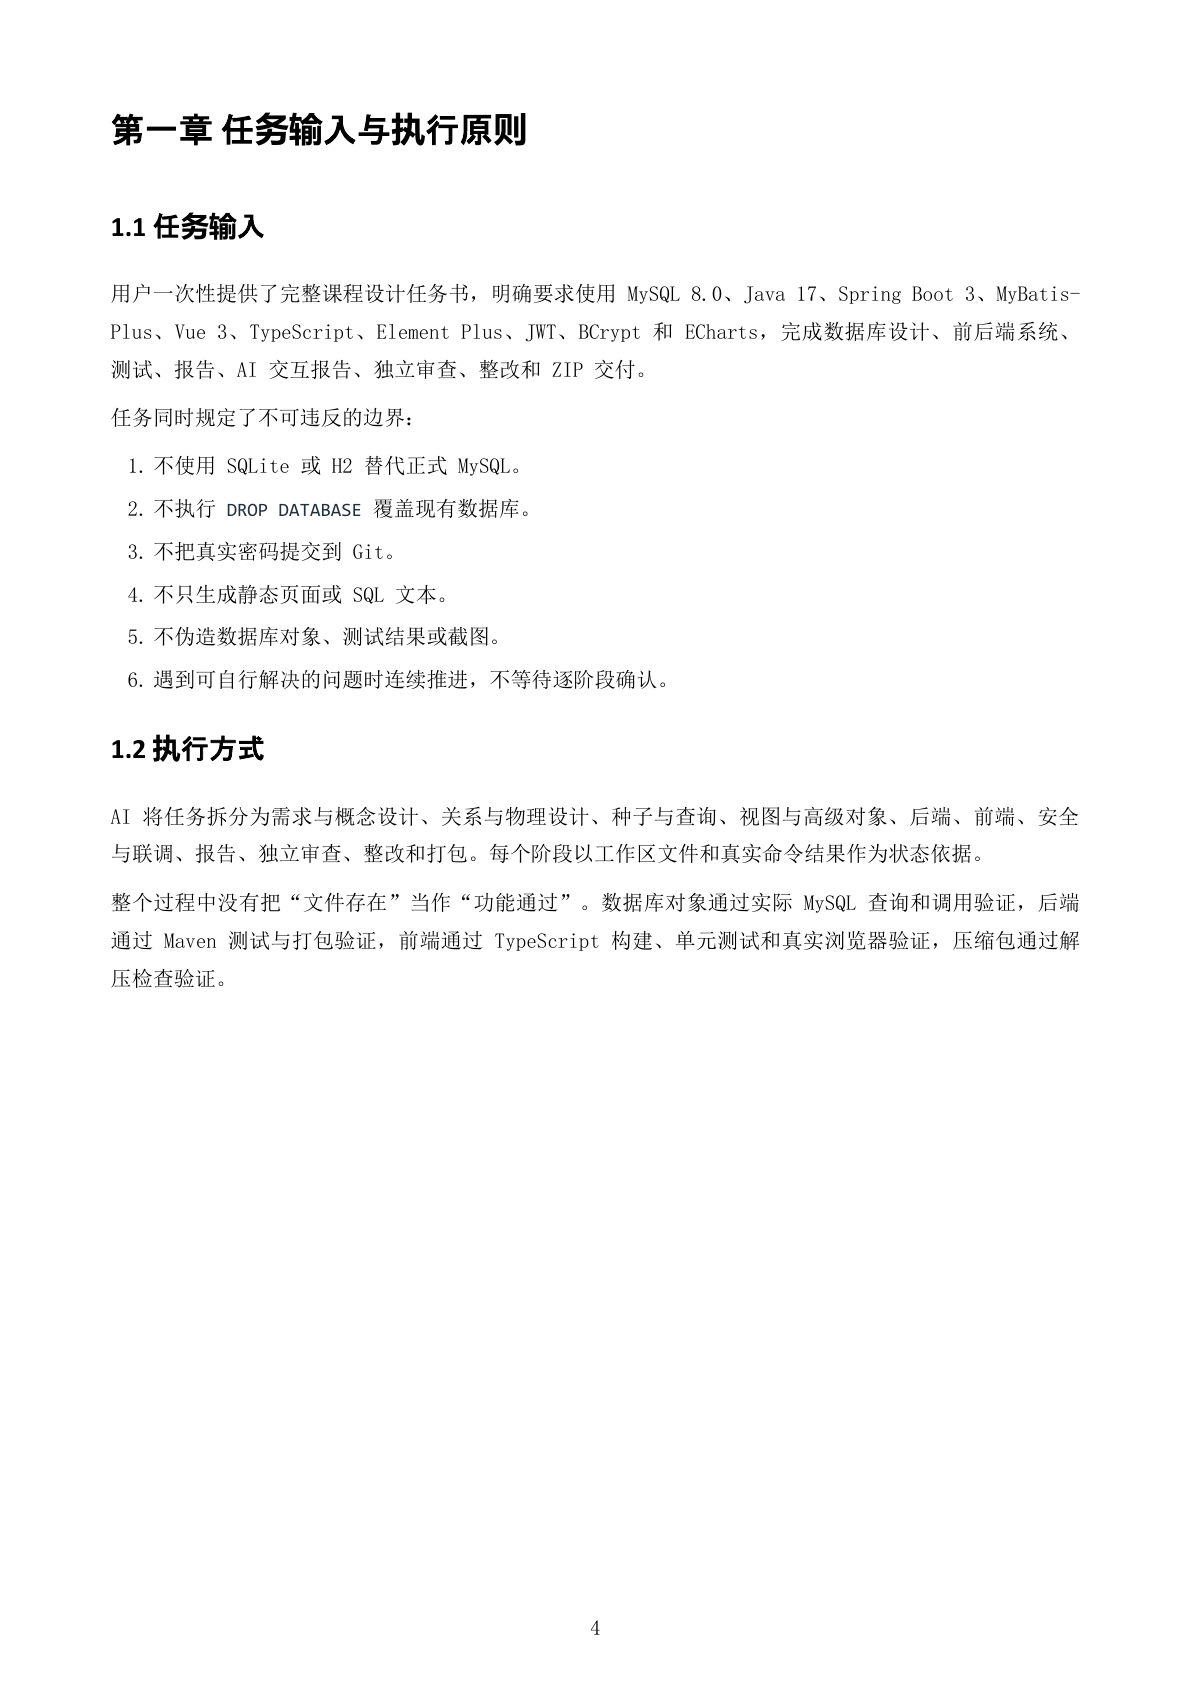 第一章 任务输入与执行原则
1.1 任务输入
用户一次性提供了完整课程设计任务书，明确要求使用 MySQL 8.0、Java 17、Spring Boot 3、MyBatis-
Plus、Vue 3、TypeScript、Element Plus、JWT、BCrypt 和 ECharts，完成数据库设计、前后端系统、
测试、报告、AI 交互报告、独立审查、整改和 ZIP 交付。
任务同时规定了不可违反的边界：
1. 不使用 SQLite 或 H2 替代正式 MySQL。
2. 不执行 DROP DATABASE 覆盖现有数据库。
3. 不把真实密码提交到 Git。
4. 不只生成静态页面或 SQL 文本。
5. 不伪造数据库对象、测试结果或截图。
6. 遇到可自行解决的问题时连续推进，不等待逐阶段确认。
1.2 执行方式
AI 将任务拆分为需求与概念设计、关系与物理设计、种子与查询、视图与高级对象、后端、前端、安全
与联调、报告、独立审查、整改和打包。每个阶段以工作区文件和真实命令结果作为状态依据。
整个过程中没有把“文件存在”当作“功能通过”。数据库对象通过实际 MySQL 查询和调用验证，后端
通过 Maven 测试与打包验证，前端通过 TypeScript 构建、单元测试和真实浏览器验证，压缩包通过解
压检查验证。
4